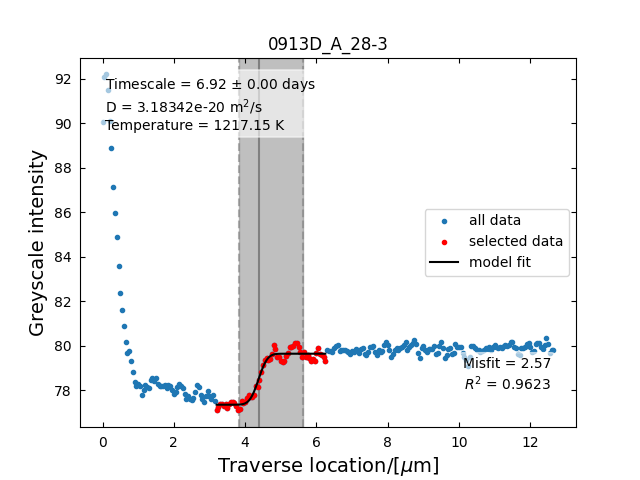 0913D_A_28-3
Timescale = 6.92 ± 0.00 days
D = 3.18342e-20 m²/s
Temperature = 1217.15 K
all data
selected data
model fit
Misfit = 2.57
R² = 0.9623
Greyscale intensity
92
90
88
86
84
82
80
78
0 2 4 6 8 10 12
Traverse location/[μm]